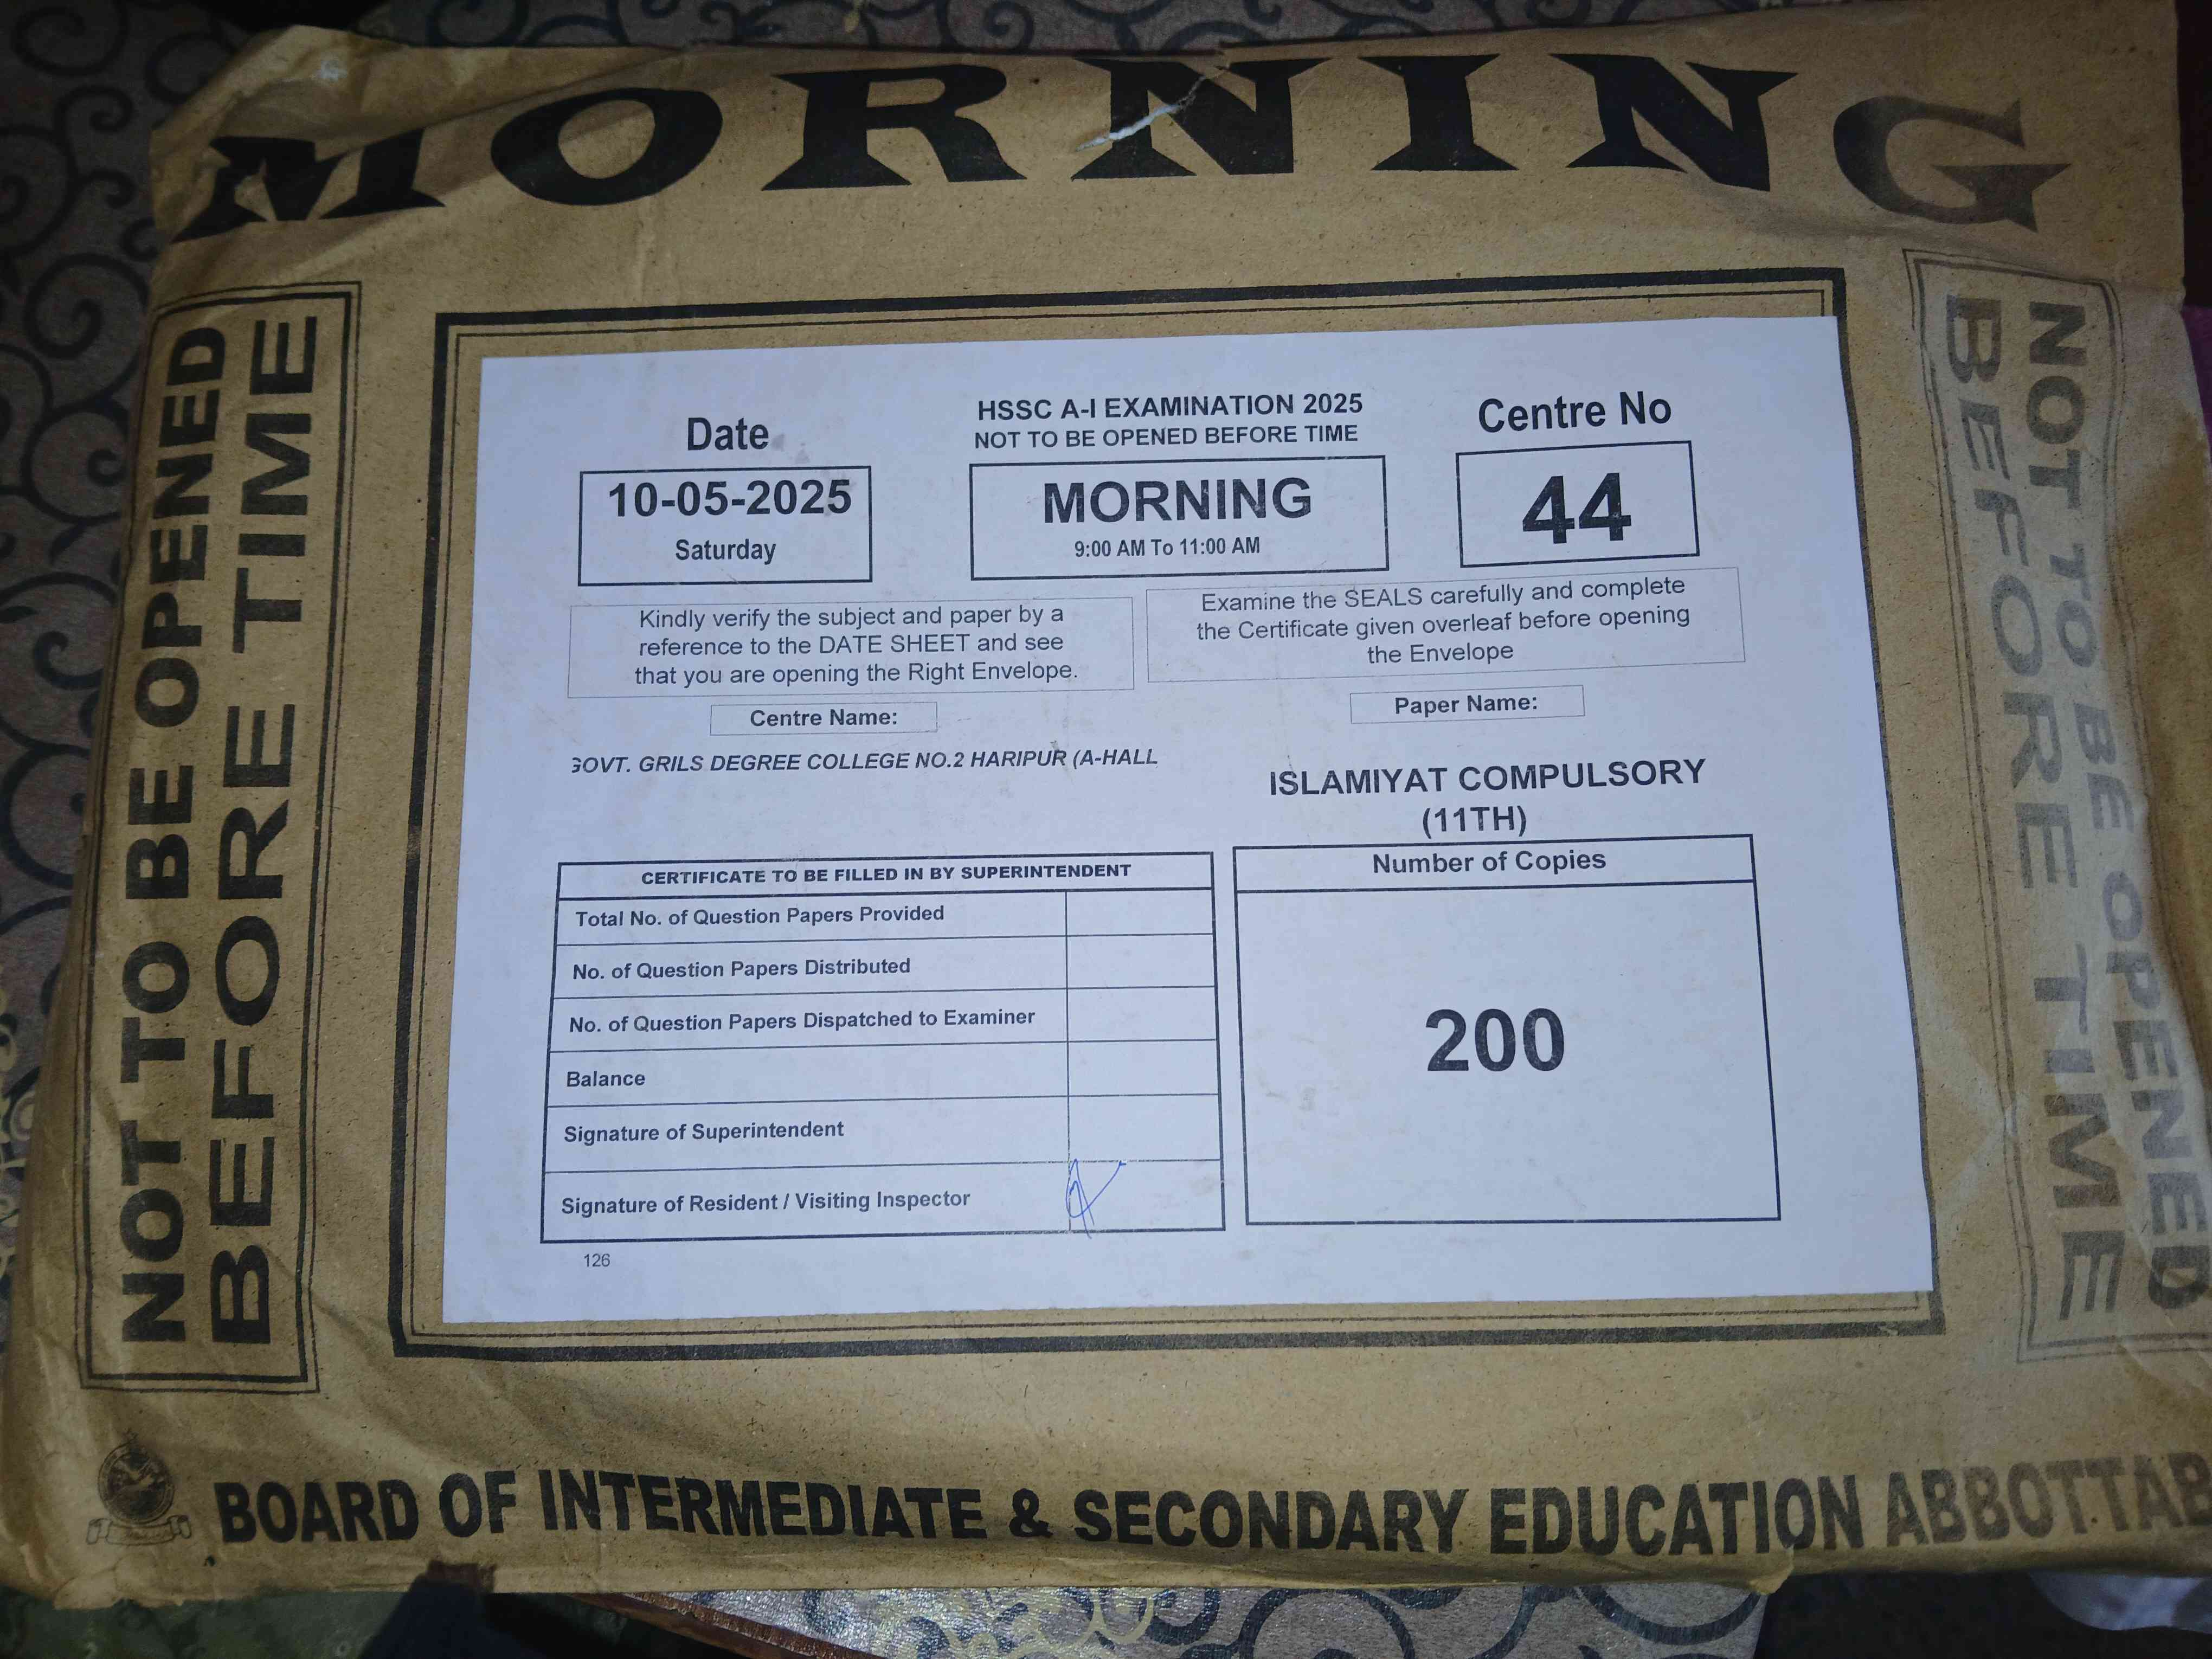 MORNING
NOT TO BE OPENED
BEFORE TIME
Date
10-05-2025
Saturday
HSSC A-I EXAMINATION 2025
NOT TO BE OPENED BEFORE TIME
MORNING
9:00 AM To 11:00 AM
Centre No
44
Kindly verify the subject and paper by a
reference to the DATE SHEET and see
that you are opening the Right Envelope.
Examine the SEALS carefully and complete
the Certificate given overleaf before opening
the Envelope
Centre Name:
GOVT. GRILS DEGREE COLLEGE NO.2 HARIPUR (A-HALL
Paper Name:
ISLAMIYAT COMPULSORY
(11TH)
CERTIFICATE TO BE FILLED IN BY SUPERINTENDENT
Total No. of Question Papers Provided
No. of Question Papers Distributed
No. of Question Papers Dispatched to Examiner
Balance
Signature of Superintendent
Signature of Resident / Visiting Inspector
Number of Copies
200
126
NOT TO BE OPENED
BEFORE TIME
BOARD OF INTERMEDIATE & SECONDARY EDUCATION ABBOTTAB